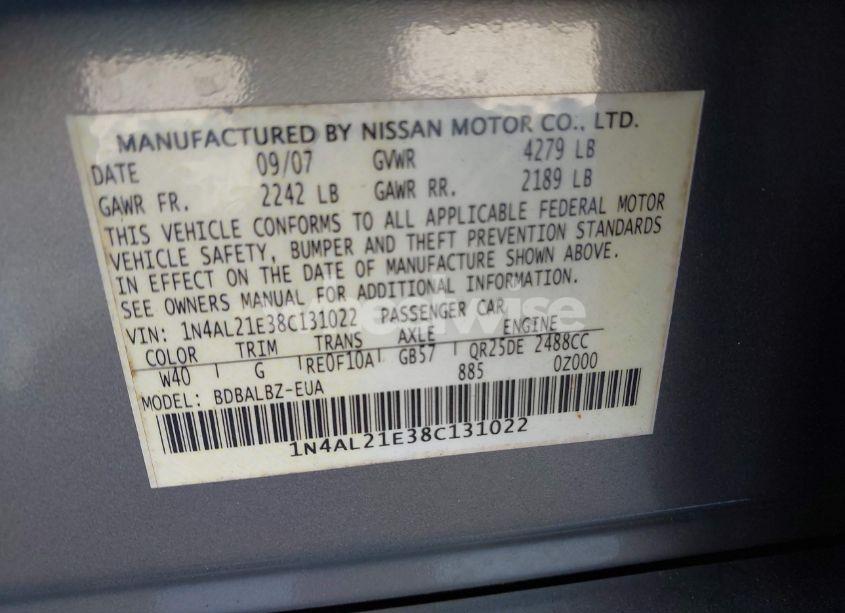 MANUFACTURED BY NISSAN MOTOR CO., LTD.
DATE 09/07 GVWR 4279 LB
GAWR FR. 2242 LB GAWR RR. 2189 LB
THIS VEHICLE CONFORMS TO ALL APPLICABLE FEDERAL MOTOR
VEHICLE SAFETY, BUMPER AND THEFT PREVENTION STANDARDS
IN EFFECT ON THE DATE OF MANUFACTURE SHOWN ABOVE.
SEE OWNERS MANUAL FOR ADDITIONAL INFORMATION.
VIN: 1N4AL21E38C131022 PASSENGER CAR
COLOR TRIM TRANS AXLE ENGINE
W40 G RE0F10A GB57 QR25DE 2488CC
MODEL: BDBALBZ-EUA 885 0Z000
1N4AL21E38C131022
wheelwise